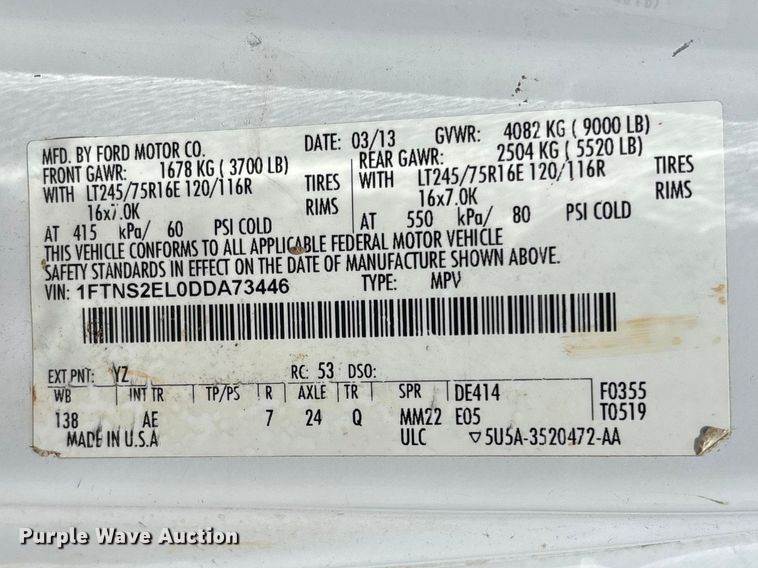 MFD. BY FORD MOTOR CO. DATE: 03/13 GVWR: 4082 KG ( 9000 LB)
FRONT GAWR: 1678 KG ( 3700 LB) REAR GAWR: 2504 KG ( 5520 LB)
WITH LT245/75R16E 120/116R TIRES WITH LT245/75R16E 120/116R TIRES
16x7.0K RIMS 16x7.0K RIMS
AT 415 kPa/ 60 PSI COLD AT 550 kPa/ 80 PSI COLD
THIS VEHICLE CONFORMS TO ALL APPLICABLE FEDERAL MOTOR VEHICLE
SAFETY STANDARDS IN EFFECT ON THE DATE OF MANUFACTURE SHOWN ABOVE.
VIN: 1FTNS2EL0DDA73446 TYPE: MPV
EXT PNT: YZ RC: 53 DSO:
WB INT TR TP/PS R AXLE TR SPR DE414 F0355
138 AE 7 24 Q MM22 E05 T0519
MADE IN U.S.A ULC ▽5U5A-3520472-AA
Purple Wave Auction